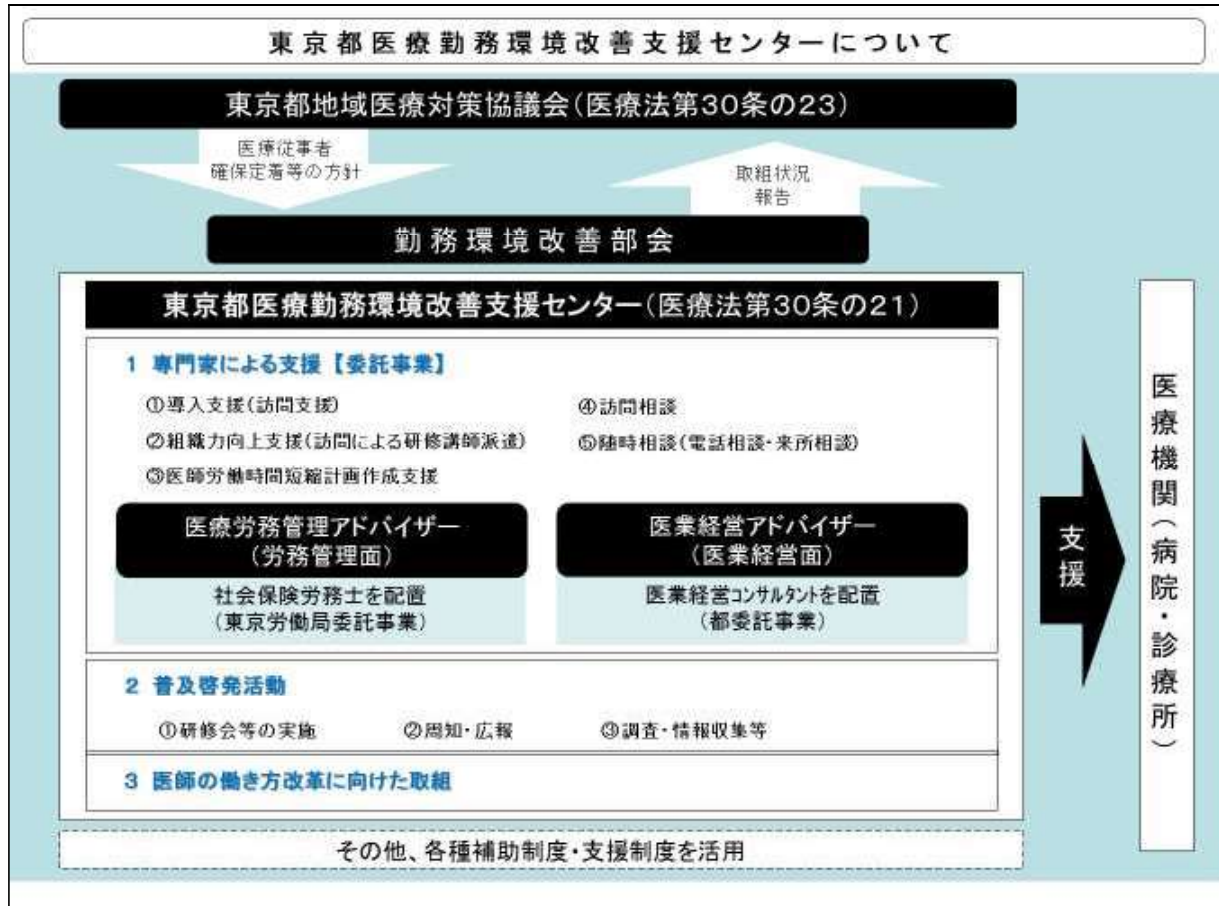 東京都医療勤務環境改善支援センターについて
東京都地域医療対策協議会(医療法第30条の23)
医療従事者
確保定着等の方針
取組状況
報告
勤務環境改善部会
東京都医療勤務環境改善支援センター(医療法第30条の21)
1 専門家による支援【委託事業】
①導入支援(訪問支援)
④訪問相談
②組織力向上支援(訪問による研修講師派遣)
⑤随時相談(電話相談・来所相談)
③医師労働時間短縮計画作成支援
医療労務管理アドバイザー
(労務管理面)
医業経営アドバイザー
(医業経営面)
社会保険労務士を配置
(東京労働局委託事業)
医業経営コンサルタントを配置
(都委託事業)
2 普及啓発活動
①研修会等の実施
②周知・広報
③調査・情報収集等
3 医師の働き方改革に向けた取組
その他、各種補助制度・支援制度を活用
支援
医療機関(病院・診療所)